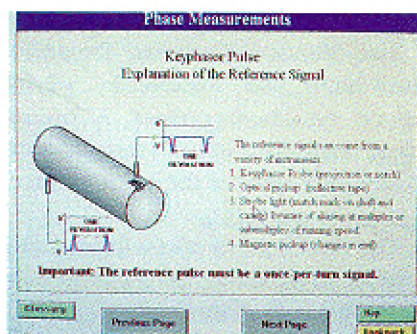 Phase Measurements
Keyphasor Pulse
Explanation of the Reference Signal
The reference signal can come from a
variety of instruments
1. Keyphasor Probe (projection or notch)
2. Optical pickup (reflective tape)
3. Strobe light (match mark on shaft and
casing) Beware of aliasing at multiples or
submultiples of running speed.
4. Magnetic pickup (changes in
ONE
REVOLUTION
ONE
REVOLUTION
Important: The reference pulse must be a once-per-turn signal.
Glossary
Previous Page
Next Page
Map
Bookmark